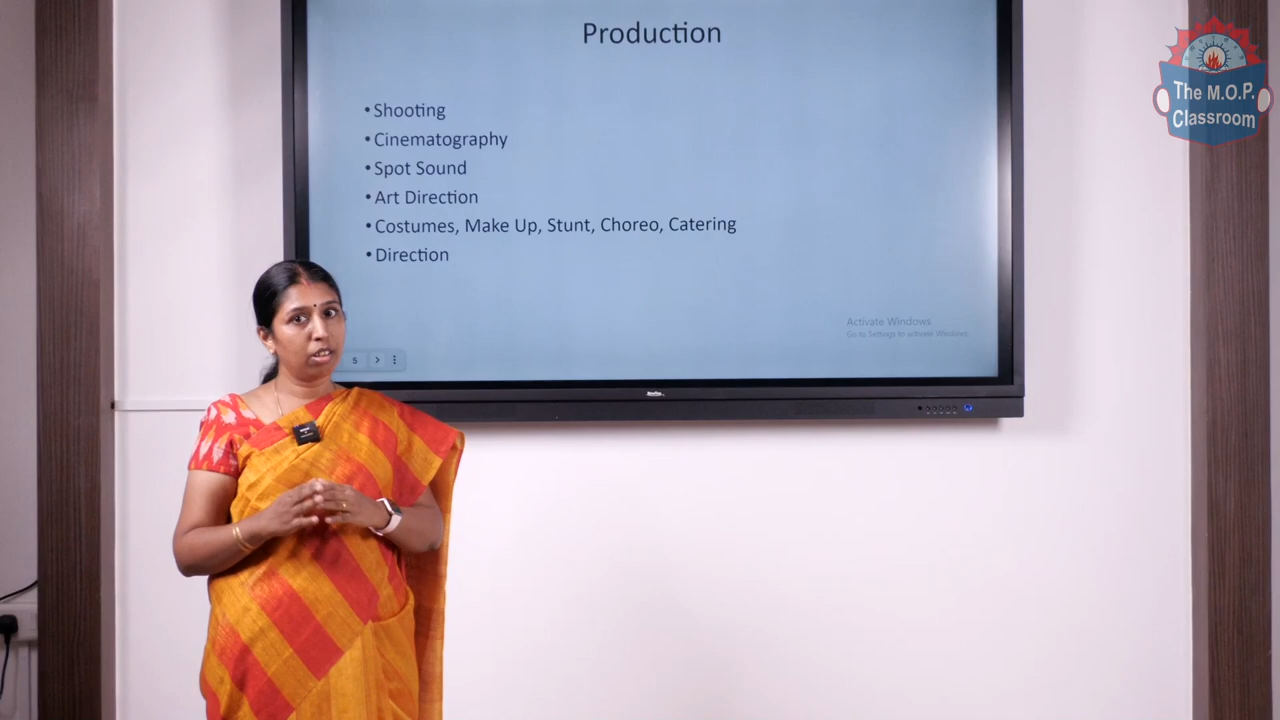 Production
The M.O.P.
Classroom
• Shooting
• Cinematography
• Spot Sound
• Art Direction
• Costumes, Make Up, Stunt, Choreo, Catering
• Direction
Activate Windows
Go to Settings to activate Windows.
5